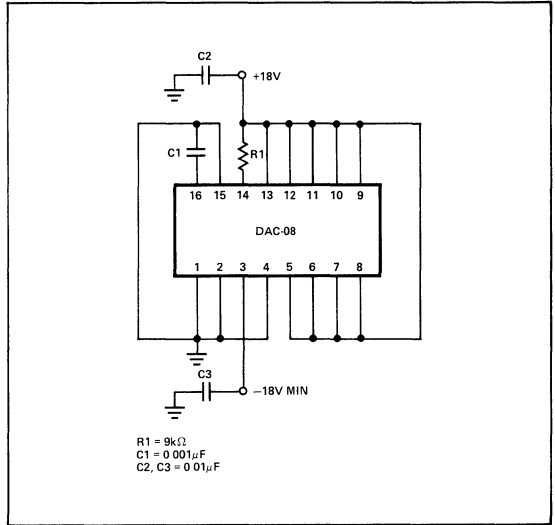 C2
+18V
C1
R1
16 15 14 13 12 11 10 9
DAC-08
1 2 3 4 5 6 7 8
C3
−18V MIN
R1 = 9kΩ
C1 = 0 001μF
C2, C3 = 0 01μF